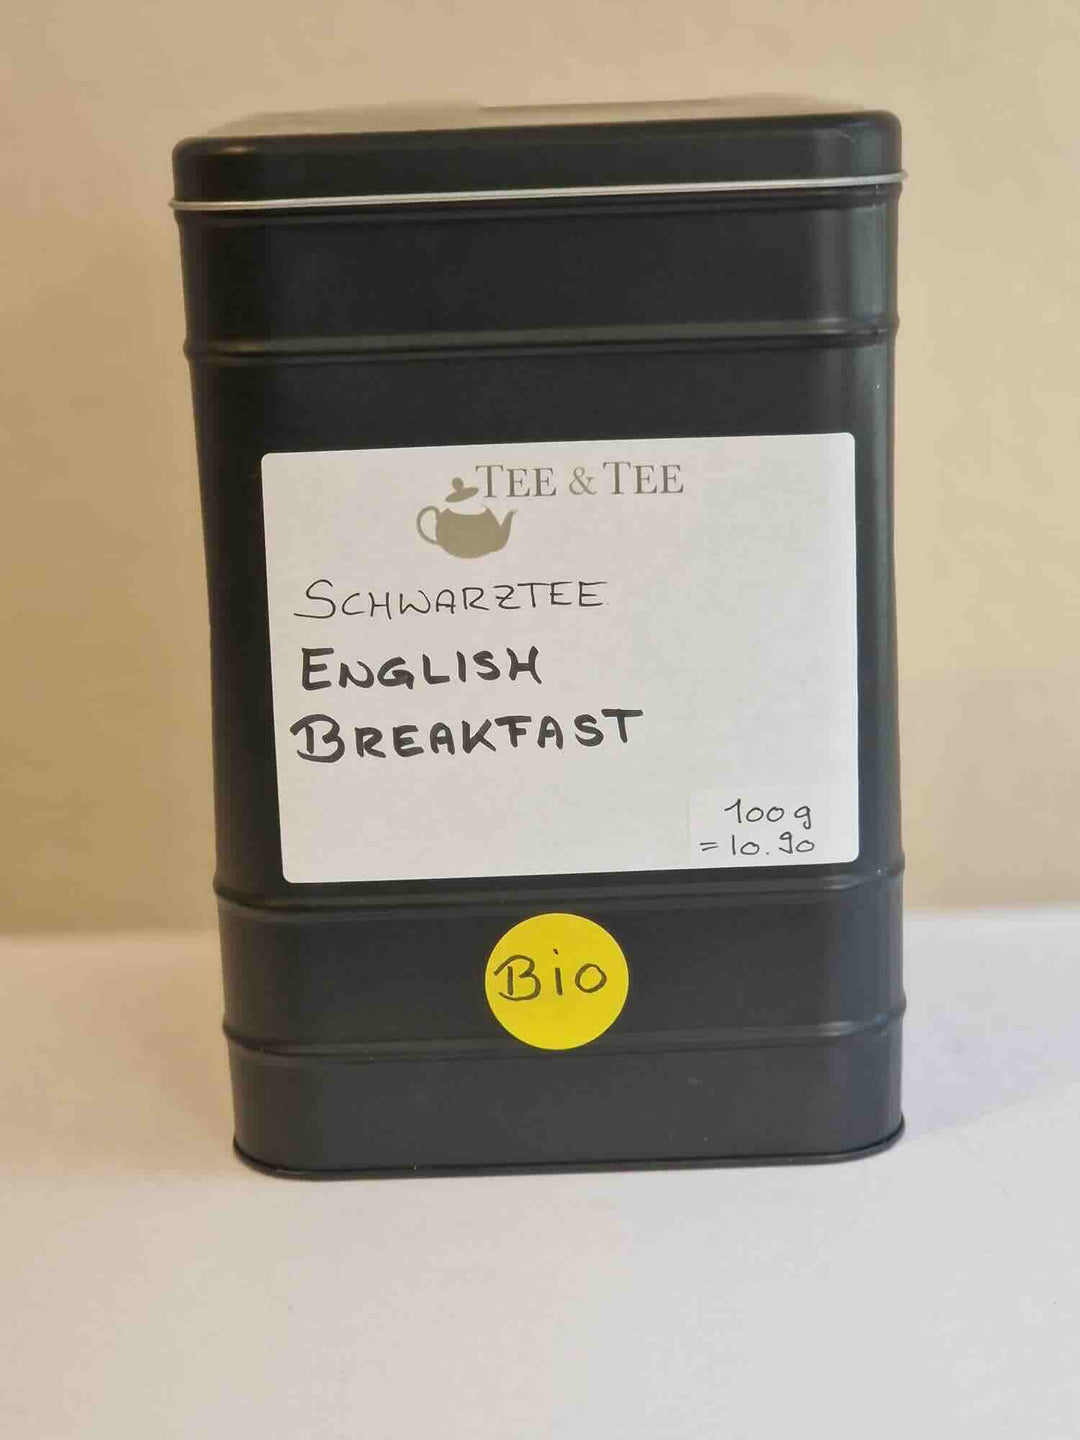 TEE & TEE
SCHWARZTEE
ENGLISH
BREAKFAST
100g
= 10.90
Bio